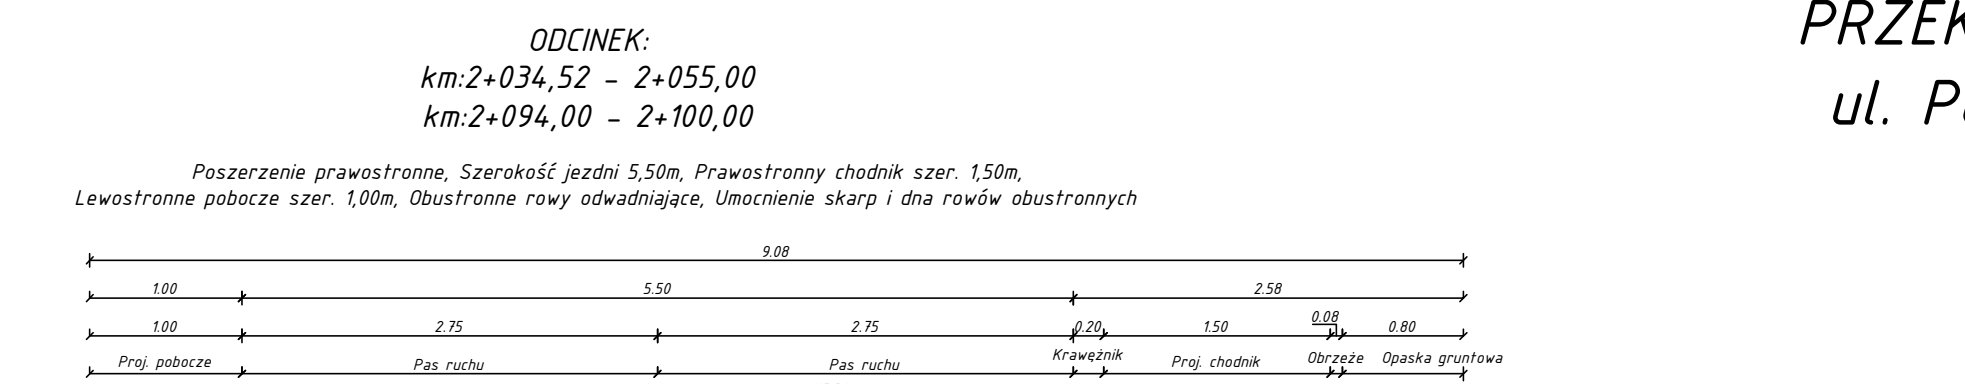 ODCINEK:
km:2+034,52 - 2+055,00
km:2+094,00 - 2+100,00
PRZEK
ul. P
Poszerzenie prawostronne, Szerokość jezdni 5,50m, Prawostronny chodnik szer. 1,50m,
Lewostronne pobocze szer. 1,00m, Obustronne rowy odwadniające, Umocnienie skarp i dna rowów obustronnych
9.08
1.00 5.50 2.58
1.00 2.75 2.75 0.20 1.50 0.08 0.80
Proj. pobocze Pas ruchu Pas ruchu Krawężnik Proj. chodnik Obrzeże Opaska gruntowa